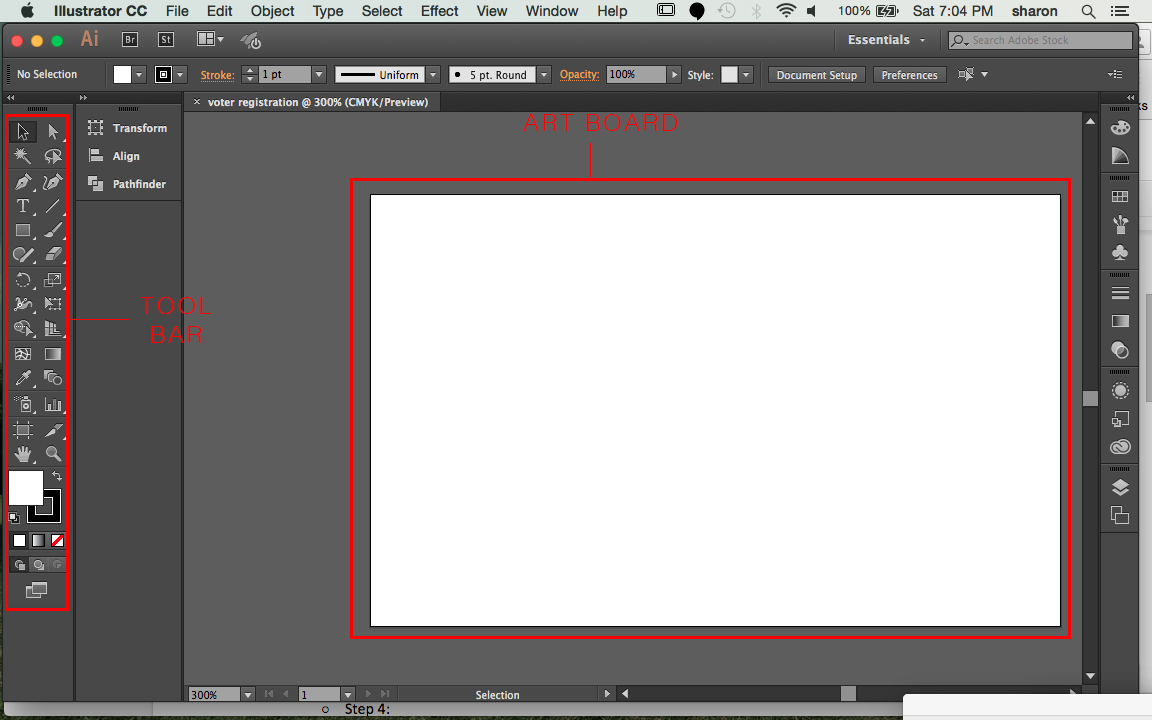 Illustrator CC File Edit Object Type Select Effect View Window Help 100% Sat 7:04 PM sharon
Ai Br St Essentials Search Adobe Stock
No Selection Stroke: 1 pt Uniform 5 pt. Round Opacity: 100% Style: Document Setup Preferences
× voter registration @ 300% (CMYK/Preview)
ks
Transform
Align
Pathfinder
T
ART BOARD
TOOL
BAR
300% 1 Selection
Step 4: